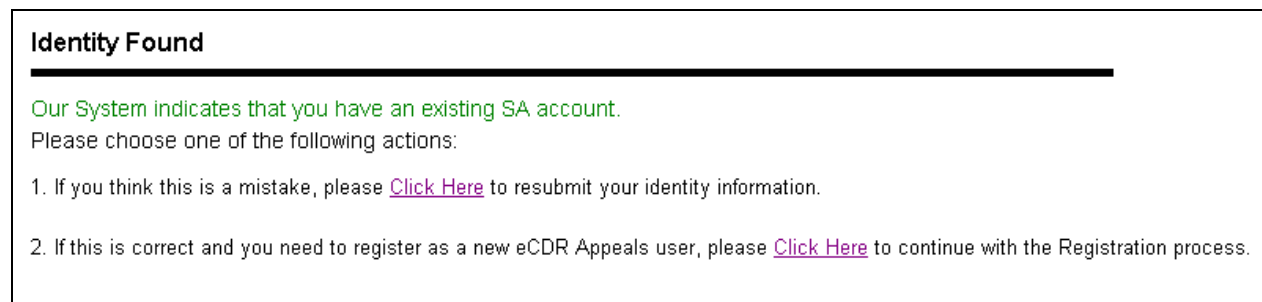 Identity Found
Our System indicates that you have an existing SA account.
Please choose one of the following actions:
1. If you think this is a mistake, please Click Here to resubmit your identity information.
2. If this is correct and you need to register as a new eCDR Appeals user, please Click Here to continue with the Registration process.